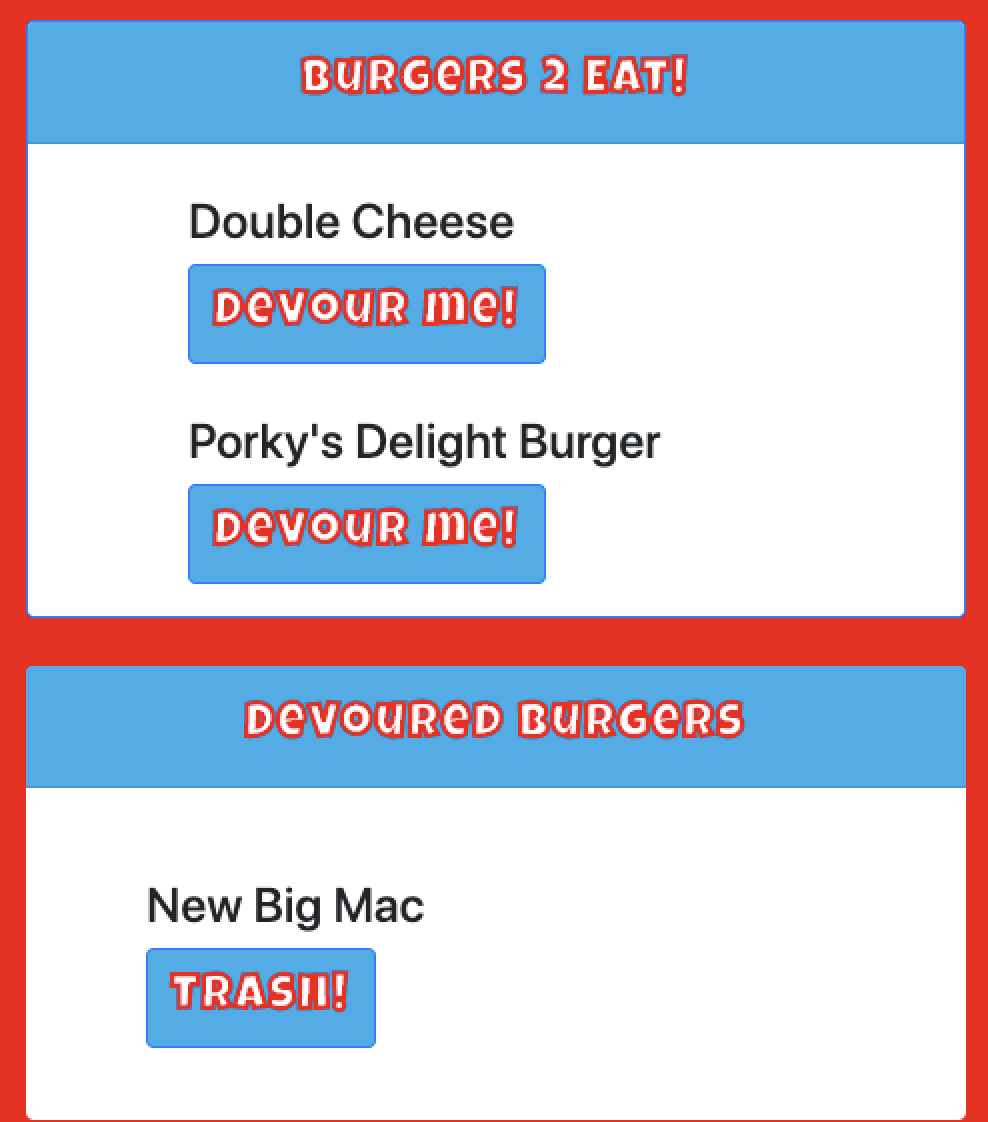 BURGERS 2 EAT!
Double Cheese
DEVOUR ME!
Porky's Delight Burger
DEVOUR ME!
DEVOURED BURGERS
New Big Mac
TRASH!